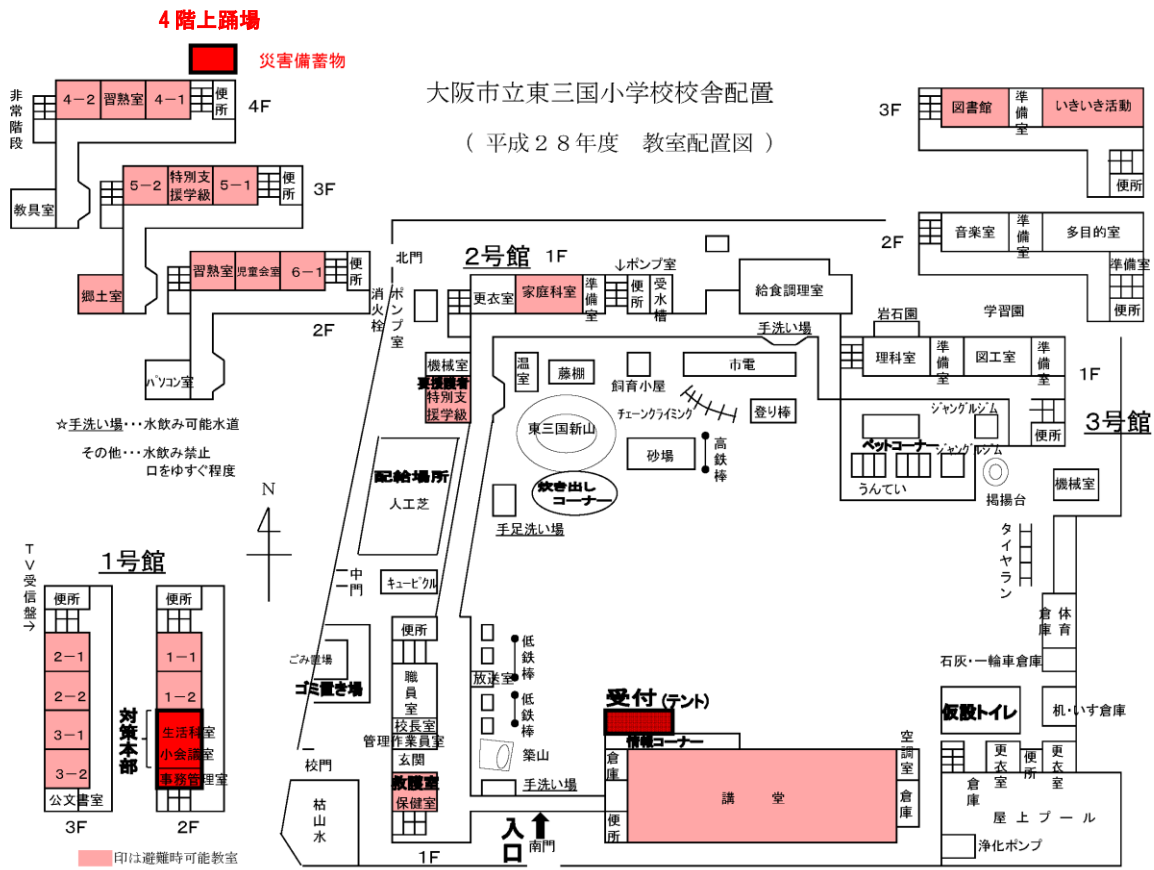 4階上踊場
災害備蓄物
大阪市立東三国小学校校舎配置
( 平成28年度 教室配置図 )
非常階段
4-2
習熟室
4-1
便所
4F
教具室
5-2
特別支
援学級
5-1
便所
3F
郷土室
習熟室
児童会室
6-1
便所
2F
パソコン室
☆手洗い場・・・水飲み可能水道
その他・・・水飲み禁止
口をゆすぐ程度
N
3F
図書館
準備室
いきいき活動
便所
2F
音楽室
準備室
多目的室
準備室
便所
学習園
岩石園
理科室
準備室
図工室
準備室
1F
便所
3号館
北門
消火栓
ポンプ室
2号館
1F
更衣室
家庭科室
準備室
↓ポンプ室
便所
受水槽
給食調理室
手洗い場
機械室
要援護者
特別支
援学級
温室
藤棚
飼育小屋
市電
チェーンクライミング
登り棒
東三国新山
砂場
高鉄棒
炊き出し
コーナー
手足洗い場
ジャングルジム
ペットコーナー
ジャングルジム
うんてい
掲揚台
機械室
タイヤラン
配給場所
人工芝
中門
キュービクル
TV受信盤→
1号館
便所
2-1
2-2
3-1
3-2
公文書室
3F
便所
1-1
1-2
対策本部
生活科室
小会議室
事務管理室
2F
印は避難時可能教室
ごみ置場
ゴミ置き場
便所
職員室
校長室
管理作業員室
玄関
救護室
保健室
1F
校門
枯山水
放送室
低鉄棒
低鉄棒
築山
手洗い場
入口
南門
受付(テント)
情報コーナー
倉庫
便所
講 堂
空調室
倉庫
体育
倉庫
石灰・一輪車倉庫
仮設トイレ
机・いす倉庫
倉庫
更衣室
便所
更衣室
屋上プール
浄化ポンプ